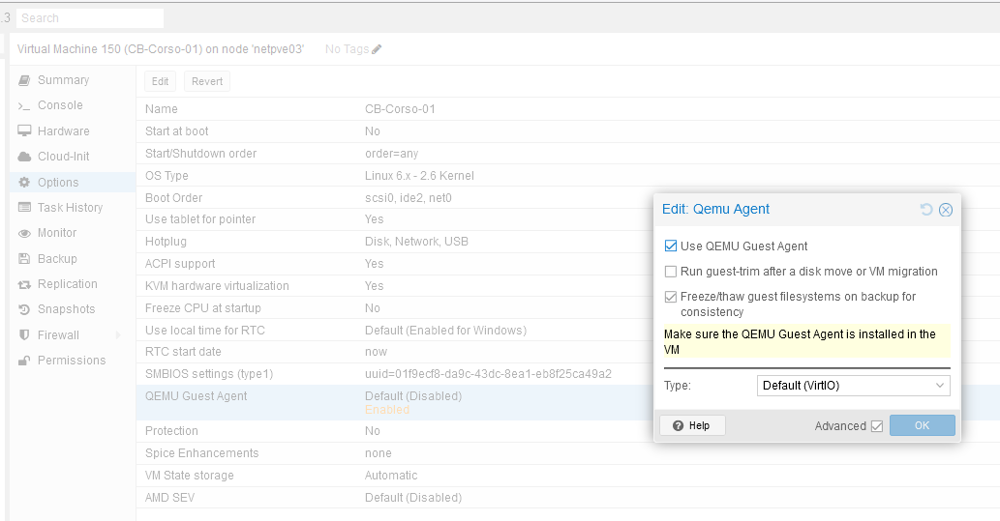 .3 Search
Virtual Machine 150 (CB-Corso-01) on node 'netpve03' No Tags
Summary
Console
Hardware
Cloud-Init
Options
Task History
Monitor
Backup
Replication
Snapshots
Firewall
Permissions
Edit Revert
Name CB-Corso-01
Start at boot No
Start/Shutdown order order=any
OS Type Linux 6.x - 2.6 Kernel
Boot Order scsi0, ide2, net0
Use tablet for pointer Yes
Hotplug Disk, Network, USB
ACPI support Yes
KVM hardware virtualization Yes
Freeze CPU at startup No
Use local time for RTC Default (Enabled for Windows)
RTC start date now
SMBIOS settings (type1) uuid=01f9ecf8-da9c-43dc-8ea1-eb8f25ca49a2
QEMU Guest Agent Default (Disabled)
Enabled
Protection No
Spice Enhancements none
VM State storage Automatic
AMD SEV Default (Disabled)
Edit: Qemu Agent
Use QEMU Guest Agent
Run guest-trim after a disk move or VM migration
Freeze/thaw guest filesystems on backup for
consistency
Make sure the QEMU Guest Agent is installed in the
VM
Type: Default (VirtIO)
Help Advanced OK